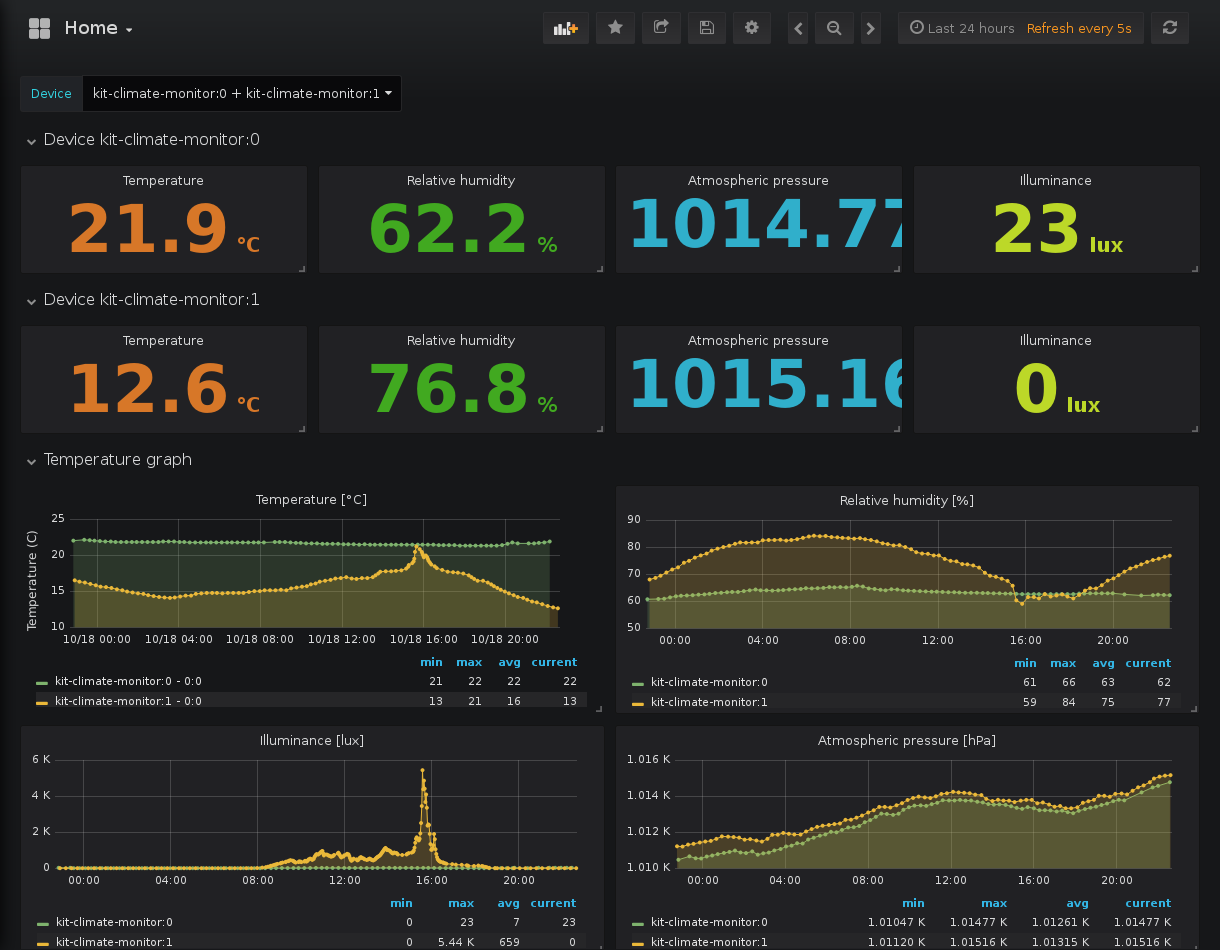 Home
Last 24 hours Refresh every 5s
Device kit-climate-monitor:0 + kit-climate-monitor:1
Device kit-climate-monitor:0
Temperature Relative humidity Atmospheric pressure Illuminance
21.9 °C 62.2 % 1014.77 23 lux
Device kit-climate-monitor:1
Temperature Relative humidity Atmospheric pressure Illuminance
12.6 °C 76.8 % 1015.16 0 lux
Temperature graph
Temperature [°C]
Temperature (C)
25
20
15
10
10/18 00:00 10/18 04:00 10/18 08:00 10/18 12:00 10/18 16:00 10/18 20:00
min max avg current
kit-climate-monitor:0 - 0:0 21 22 22 22
kit-climate-monitor:1 - 0:0 13 21 16 13
Relative humidity [%]
90
80
70
60
50
00:00 04:00 08:00 12:00 16:00 20:00
min max avg current
kit-climate-monitor:0 61 66 63 62
kit-climate-monitor:1 59 84 75 77
Illuminance [lux]
6 K
4 K
2 K
0
00:00 04:00 08:00 12:00 16:00 20:00
min max avg current
kit-climate-monitor:0 0 23 7 23
kit-climate-monitor:1 0 5.44 K 659 0
Atmospheric pressure [hPa]
1.016 K
1.014 K
1.012 K
1.010 K
00:00 04:00 08:00 12:00 16:00 20:00
min max avg current
kit-climate-monitor:0 1.01047 K 1.01477 K 1.01261 K 1.01477 K
kit-climate-monitor:1 1.01120 K 1.01516 K 1.01315 K 1.01516 K